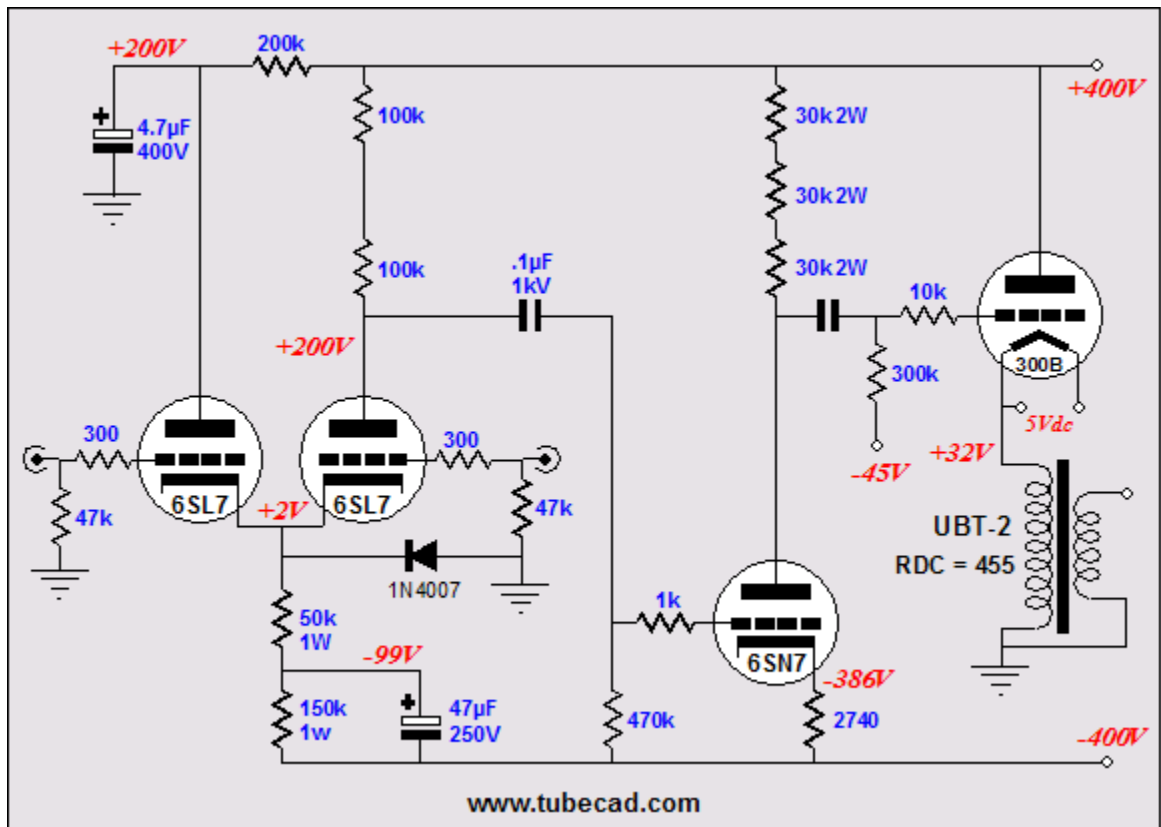 +200V
200k
+400V
4.7µF
400V
100k
30k 2W
30k 2W
100k
.1µF
1kV
30k 2W
10k
+200V
300B
300k
5Vdc
300
300
-45V
+32V
6SL7
6SL7
47k
+2V
47k
UBT-2
RDC = 455
1N4007
50k
1W
1k
-99V
6SN7
-386V
150k
1w
47µF
250V
470k
2740
-400V
www.tubecad.com